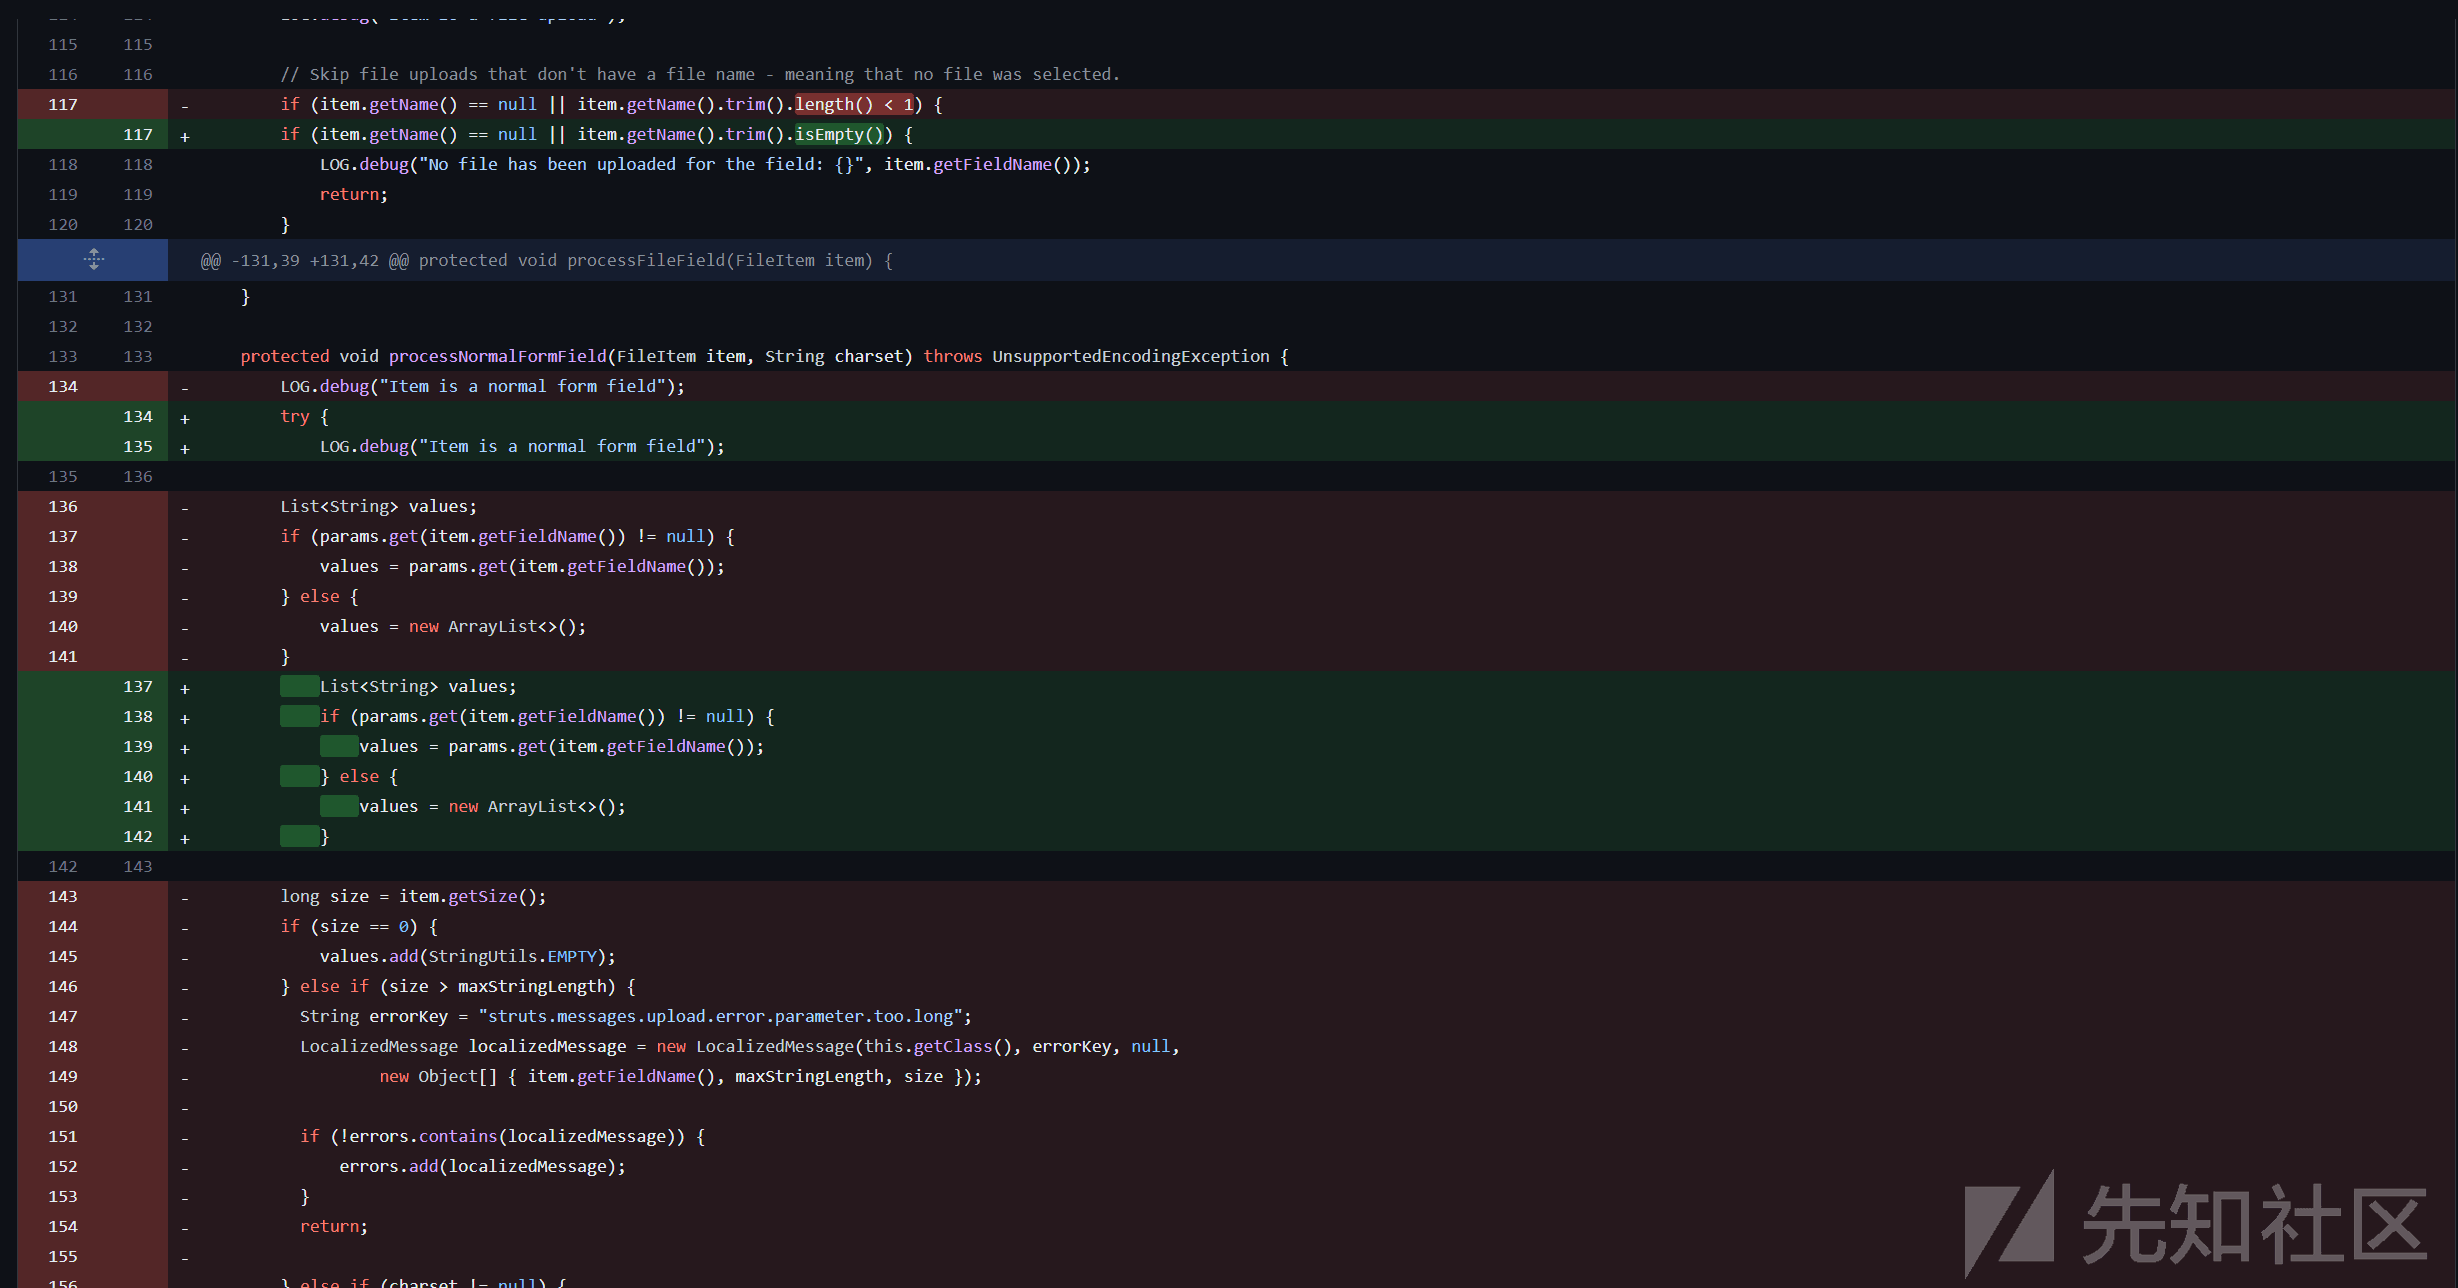 115 115
116 116 // Skip file uploads that don't have a file name - meaning that no file was selected.
117 - if (item.getName() == null || item.getName().trim().length() < 1) {
117 + if (item.getName() == null || item.getName().trim().isEmpty()) {
118 118 LOG.debug("No file has been uploaded for the field: {}", item.getFieldName());
119 119 return;
120 120 }
@@ -131,39 +131,42 @@ protected void processFileField(FileItem item) {
131 131 }
132 132
133 133 protected void processNormalFormField(FileItem item, String charset) throws UnsupportedEncodingException {
134 - LOG.debug("Item is a normal form field");
134 + try {
135 + LOG.debug("Item is a normal form field");
135 136
136 - List<String> values;
137 - if (params.get(item.getFieldName()) != null) {
138 - values = params.get(item.getFieldName());
139 - } else {
140 - values = new ArrayList<>();
141 - }
137 + List<String> values;
138 + if (params.get(item.getFieldName()) != null) {
139 + values = params.get(item.getFieldName());
140 + } else {
141 + values = new ArrayList<>();
142 + }
142 143
143 - long size = item.getSize();
144 - if (size == 0) {
145 - values.add(StringUtils.EMPTY);
146 - } else if (size > maxStringLength) {
147 - String errorKey = "struts.messages.upload.error.parameter.too.long";
148 - LocalizedMessage localizedMessage = new LocalizedMessage(this.getClass(), errorKey, null,
149 - new Object[] { item.getFieldName(), maxStringLength, size });
150 -
151 - if (!errors.contains(localizedMessage)) {
152 - errors.add(localizedMessage);
153 - }
154 - return;
155 -
156 } else if (charset != null) {
先知社区